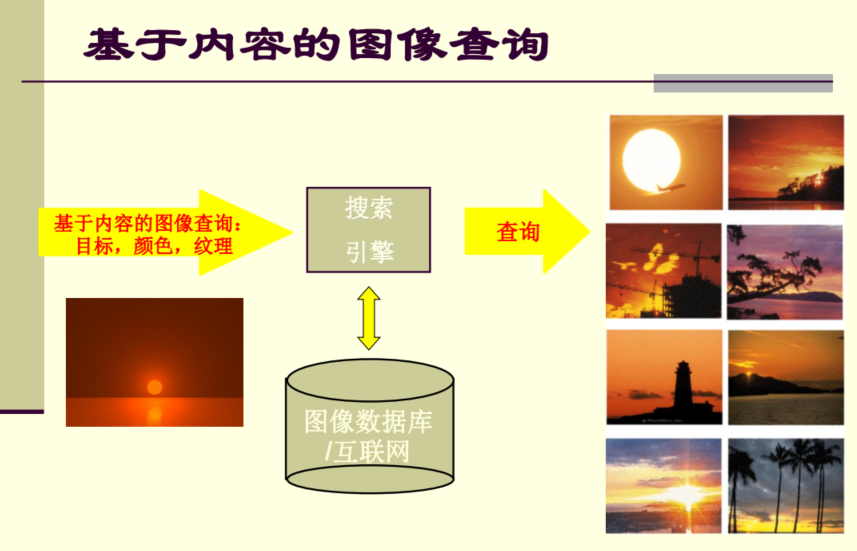 基于内容的图像查询
基于内容的图像查询：
目标，颜色，纹理
搜索
引擎
查询
图像数据库
/互联网